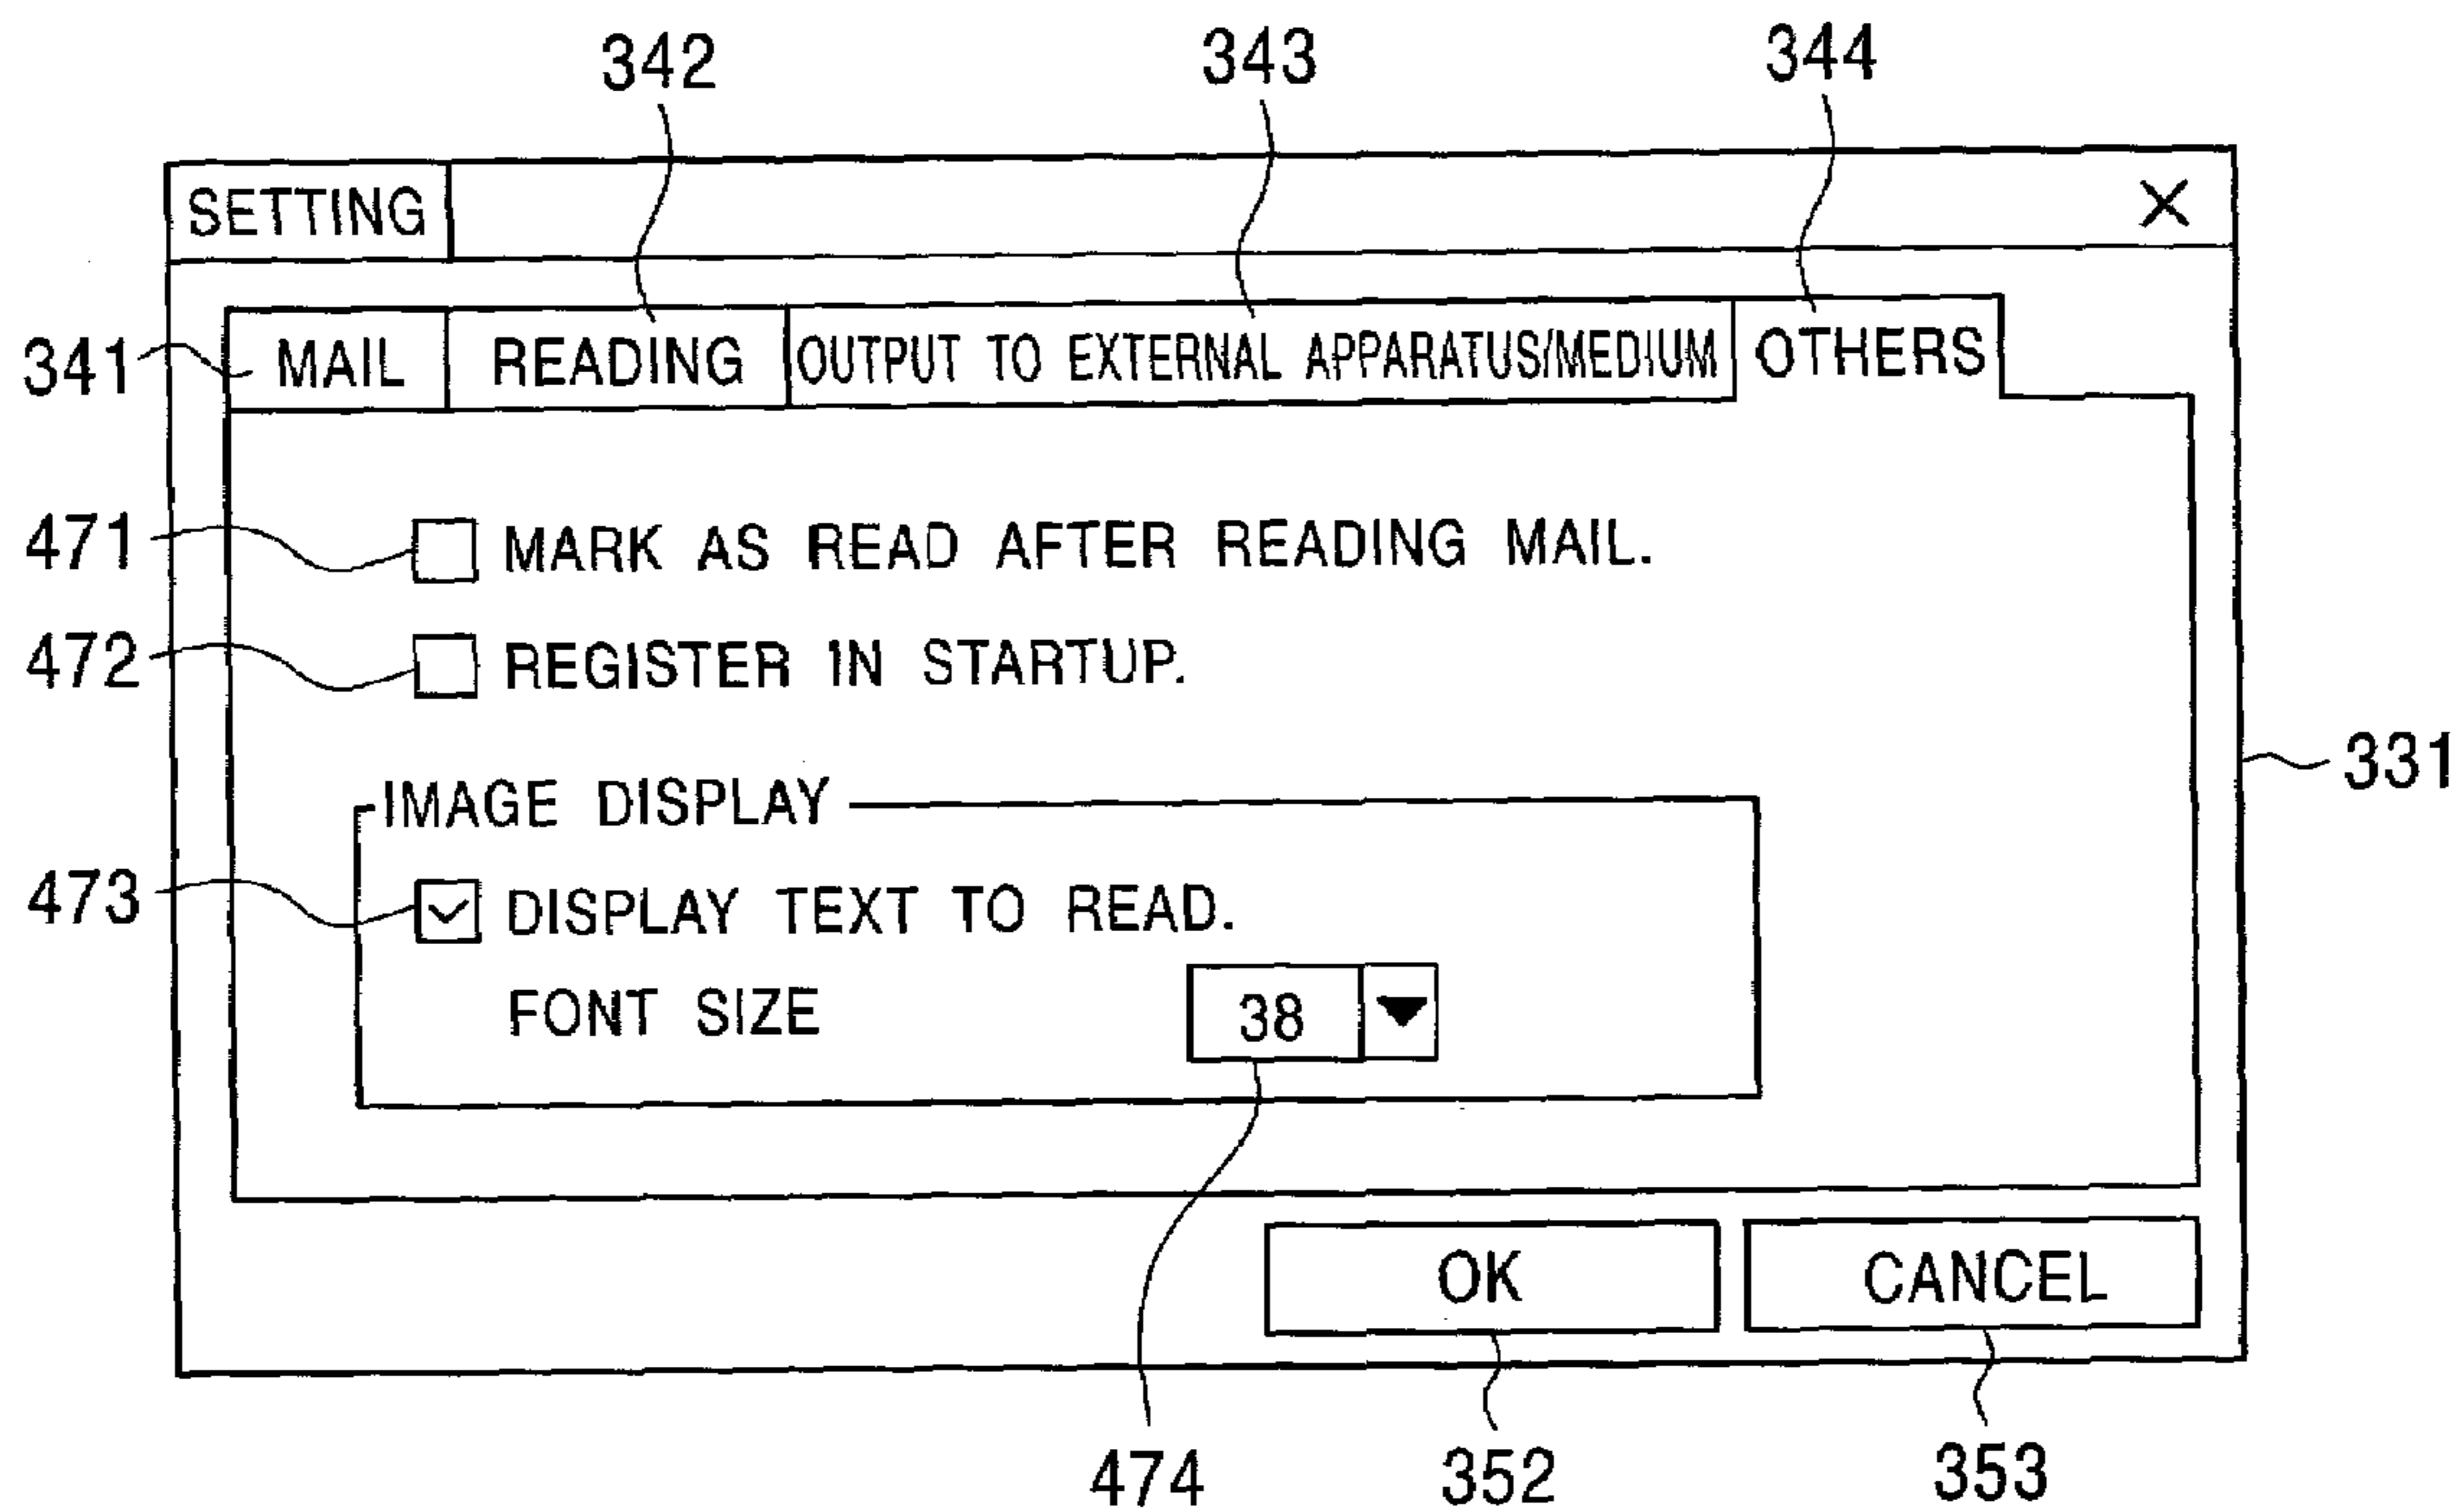 342 343 344
SETTING X
341 MAIL READING OUTPUT TO EXTERNAL APPARATUS/MEDIUM OTHERS
471 MARK AS READ AFTER READING MAIL.
472 REGISTER IN STARTUP.
331
IMAGE DISPLAY
473 DISPLAY TEXT TO READ.
FONT SIZE 38
OK CANCEL
474 352 353